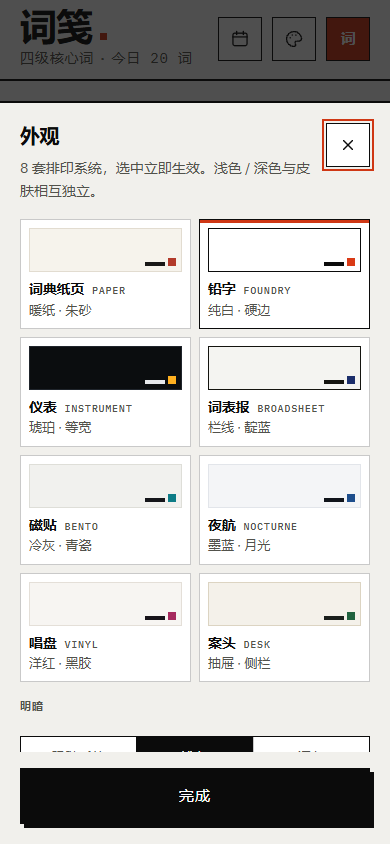 词笺.
四级核心词 · 今日 20 词
词
外观
8 套排印系统，选中立即生效。浅色 / 深色与皮
肤相互独立。
词典纸页 PAPER
暖纸 · 朱砂
铅字 FOUNDRY
纯白 · 硬边
仪表 INSTRUMENT
琥珀 · 等宽
词表报 BROADSHEET
栏线 · 靛蓝
磁贴 BENTO
冷灰 · 青瓷
夜航 NOCTURNE
墨蓝 · 月光
唱盘 VINYL
洋红 · 黑胶
案头 DESK
抽屉 · 侧栏
明暗
完成